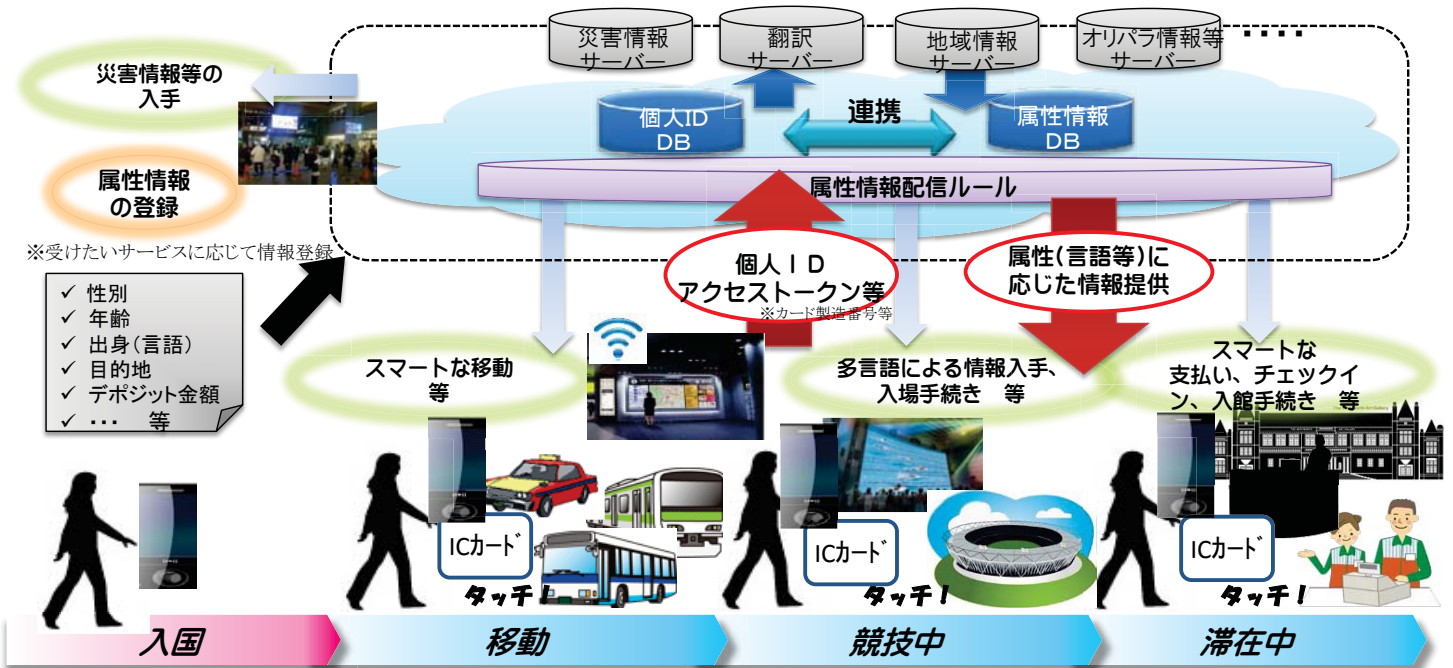 災害情報
サーバー
翻訳
サーバー
地域情報
サーバー
オリパラ情報等
サーバー
・・・・
災害情報等の
入手
個人ID
DB
連携
属性情報
DB
属性情報
の登録
属性情報配信ルール
※受けたいサービスに応じて情報登録
✓ 性別
✓ 年齢
✓ 出身(言語)
✓ 目的地
✓ デポジット金額
✓ ・・・ 等
個人ID
アクセストークン等
※カード製造番号等
属性(言語等)に
応じた情報提供
スマートな移動
等
多言語による情報入手、
入場手続き 等
スマートな
支払い、チェックイ
ン、入館手続き 等
ICカード
タッチ!
ICカード
タッチ!
ICカード
タッチ!
入国
移動
競技中
滞在中